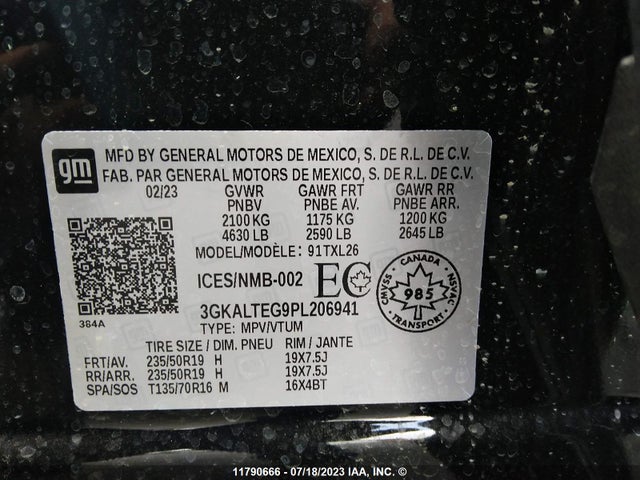 gm
MFD BY GENERAL MOTORS DE MEXICO, S. DE R.L. DE C.V.
FAB. PAR GENERAL MOTORS DE MEXICO, S. DE R.L. DE C.V.
02/23 GVWR GAWR FRT GAWR RR
PNBV PNBE AV. PNBE ARR.
2100 KG 1175 KG 1200 KG
4630 LB 2590 LB 2645 LB
MODEL/MODÈLE: 91TXL26
ICES/NMB-002 EC
CANADA
CMVSS 985 NSVAC
TRANSPORT
384A
3GKALTEG9PL206941
TYPE: MPV/VTUM
TIRE SIZE / DIM. PNEU RIM / JANTE
FRT/AV. 235/50R19 H 19X7.5J
RR/ARR. 235/50R19 H 19X7.5J
SPA/SOS T135/70R16 M 16X4BT
11790666 - 07/18/2023 IAA, INC. ©